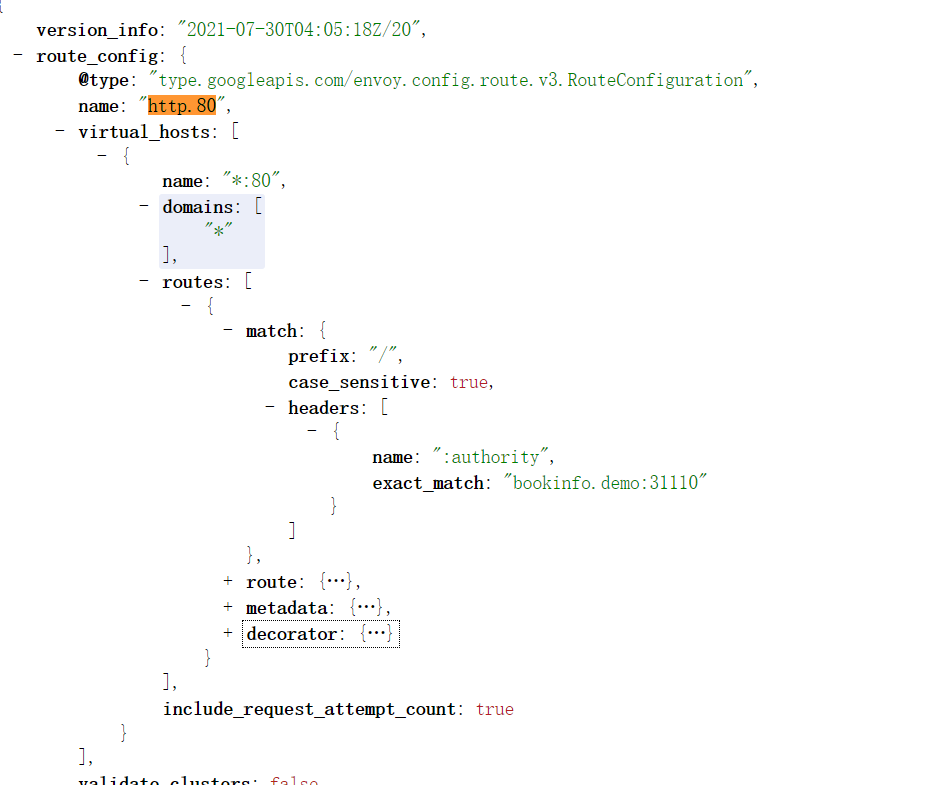 {
version_info: "2021-07-30T04:05:18Z/20",
- route_config: {
@type: "type.googleapis.com/envoy.config.route.v3.RouteConfiguration",
name: "http.80",
- virtual_hosts: [
- {
name: "*:80",
- domains: [
"*"
],
- routes: [
- {
- match: {
prefix: "/",
case_sensitive: true,
- headers: [
- {
name: ":authority",
exact_match: "bookinfo.demo:31110"
}
]
},
+ route: {…},
+ metadata: {…},
+ decorator: {…}
}
],
include_request_attempt_count: true
}
],
validate_clusters: false